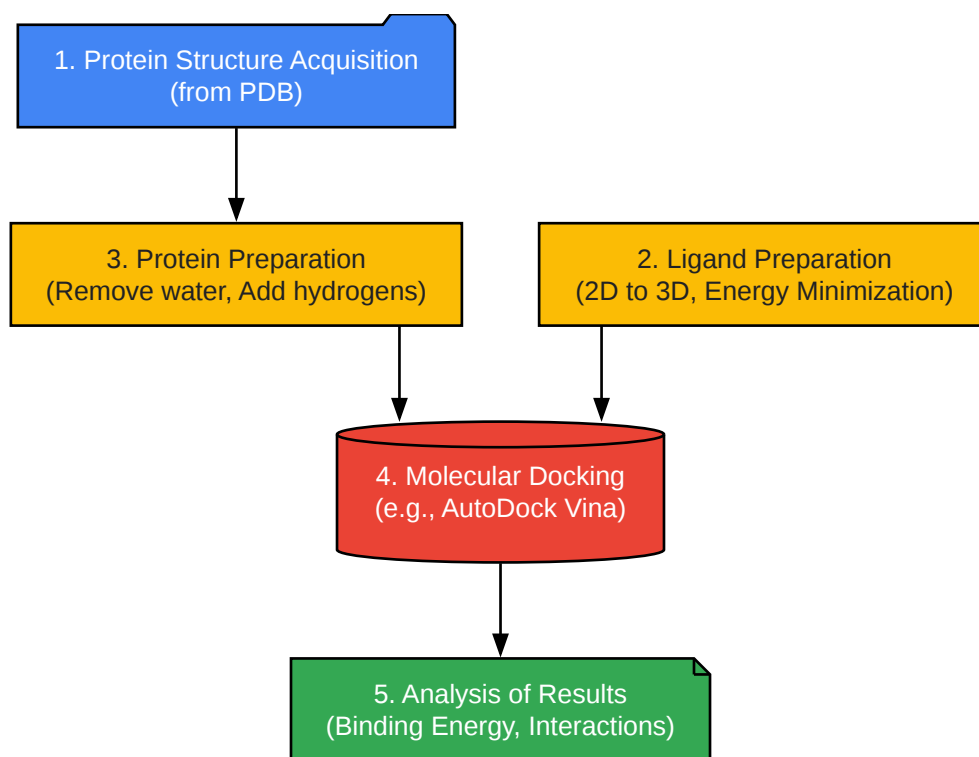 1. Protein Structure Acquisition
(from PDB)
3. Protein Preparation
(Remove water, Add hydrogens)
2. Ligand Preparation
(2D to 3D, Energy Minimization)
4. Molecular Docking
(e.g., AutoDock Vina)
5. Analysis of Results
(Binding Energy, Interactions)